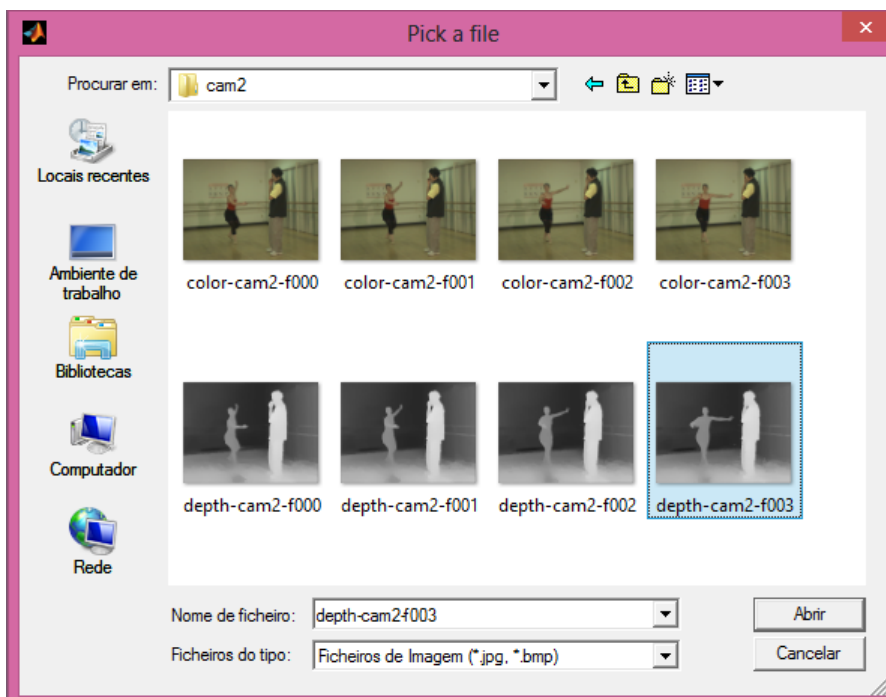 Pick a file
Procurar em: cam2
Locais recentes
Ambiente de
trabalho
Bibliotecas
Computador
Rede
color-cam2-f000 color-cam2-f001 color-cam2-f002 color-cam2-f003
depth-cam2-f000 depth-cam2-f001 depth-cam2-f002 depth-cam2-f003
Nome de ficheiro: depth-cam2-f003
Abrir
Ficheiros do tipo: Ficheiros de Imagem (*.jpg, *.bmp)
Cancelar